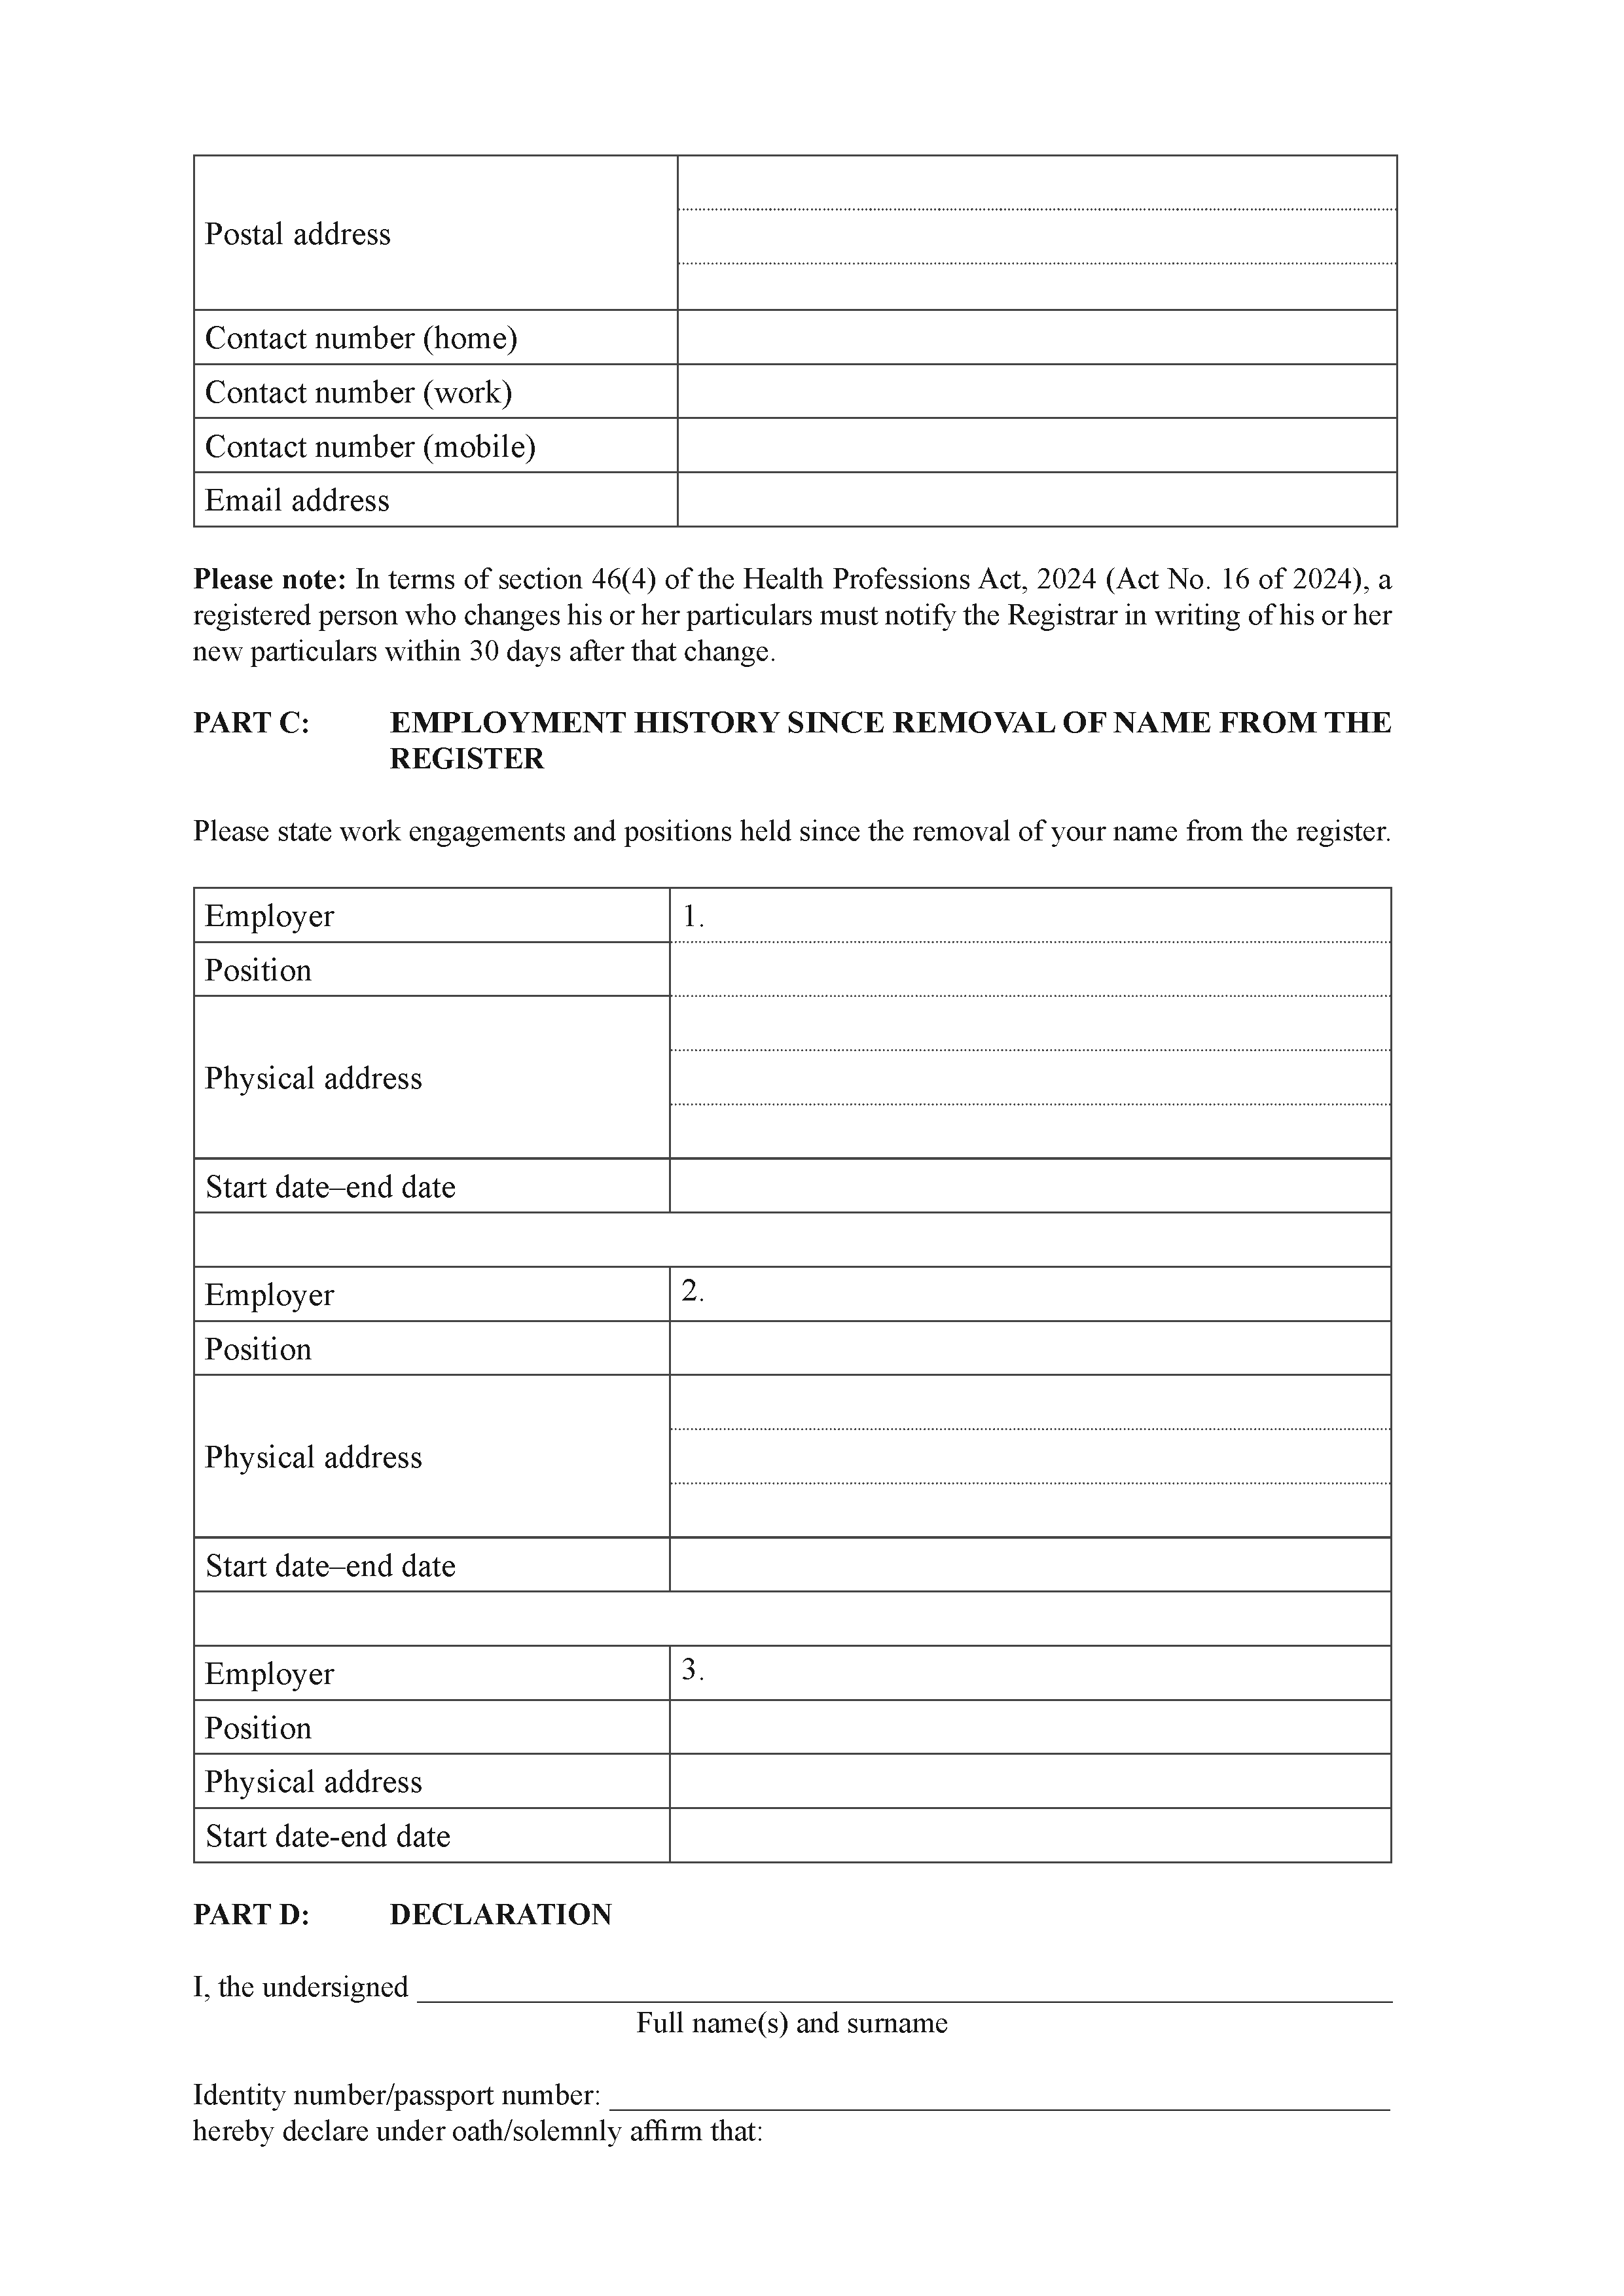 Postal address
Contact number (home)
Contact number (work)
Contact number (mobile)
Email address
Please note: In terms of section 46(4) of the Health Professions Act, 2024 (Act No. 16 of 2024), a
registered person who changes his or her particulars must notify the Registrar in writing of his or her
new particulars within 30 days after that change.
PART C: EMPLOYMENT HISTORY SINCE REMOVAL OF NAME FROM THE
REGISTER
Please state work engagements and positions held since the removal of your name from the register.
Employer 1.
Position
Physical address
Start date–end date
Employer 2.
Position
Physical address
Start date–end date
Employer 3.
Position
Physical address
Start date-end date
PART D: DECLARATION
I, the undersigned
Full name(s) and surname
Identity number/passport number:
hereby declare under oath/solemnly affirm that: